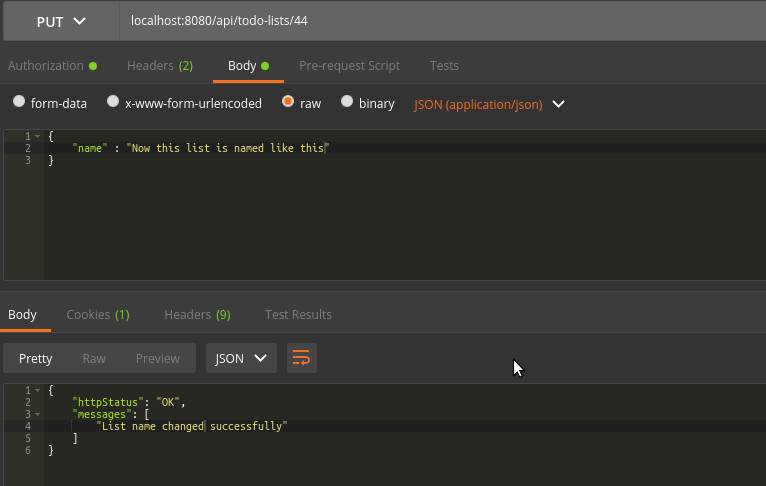 PUT localhost:8080/api/todo-lists/44
Authorization Headers (2) Body Pre-request Script Tests
form-data x-www-form-urlencoded raw binary JSON (application/json)
1 {
2 "name" : "Now this list is named like this"
3 }
Body Cookies (1) Headers (9) Test Results
Pretty Raw Preview JSON
1 {
2 "httpStatus": "OK",
3 "messages": [
4 "List name changed successfully"
5 ]
6 }